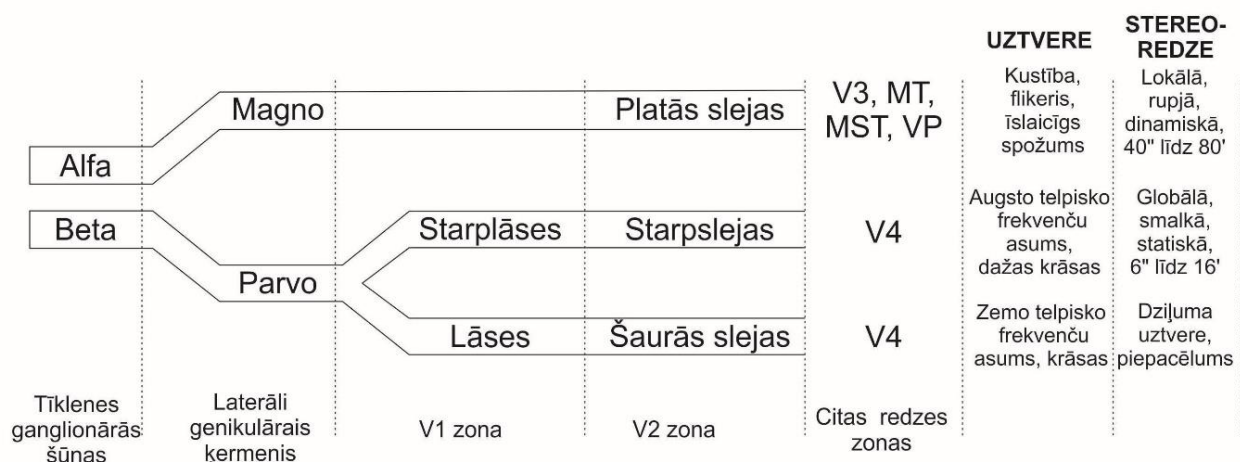 UZTVERE
STEREO-
REDZE
Magno
Platās slejas
V3, MT,
MST, VP
Kustība,
flikeris,
īslaicīgs
spožums
Lokālā,
rupjā,
dinamiskā,
40" līdz 80'
Alfa
Beta
Parvo
Starplāses
Starpslejas
V4
Augsto telpisko
frekvenču
asums,
dažas krāsas
Globālā,
smalkā,
statiskā,
6" līdz 16'
Lāses
Šaurās slejas
V4
Zemo telpisko
frekvenču
asums, krāsas
Dziļuma
uztvere,
piepacēlums
Tīklenes
ganglionārās
šūnas
Laterāli
genikulārais
ķermenis
V1 zona
V2 zona
Citas redzes
zonas